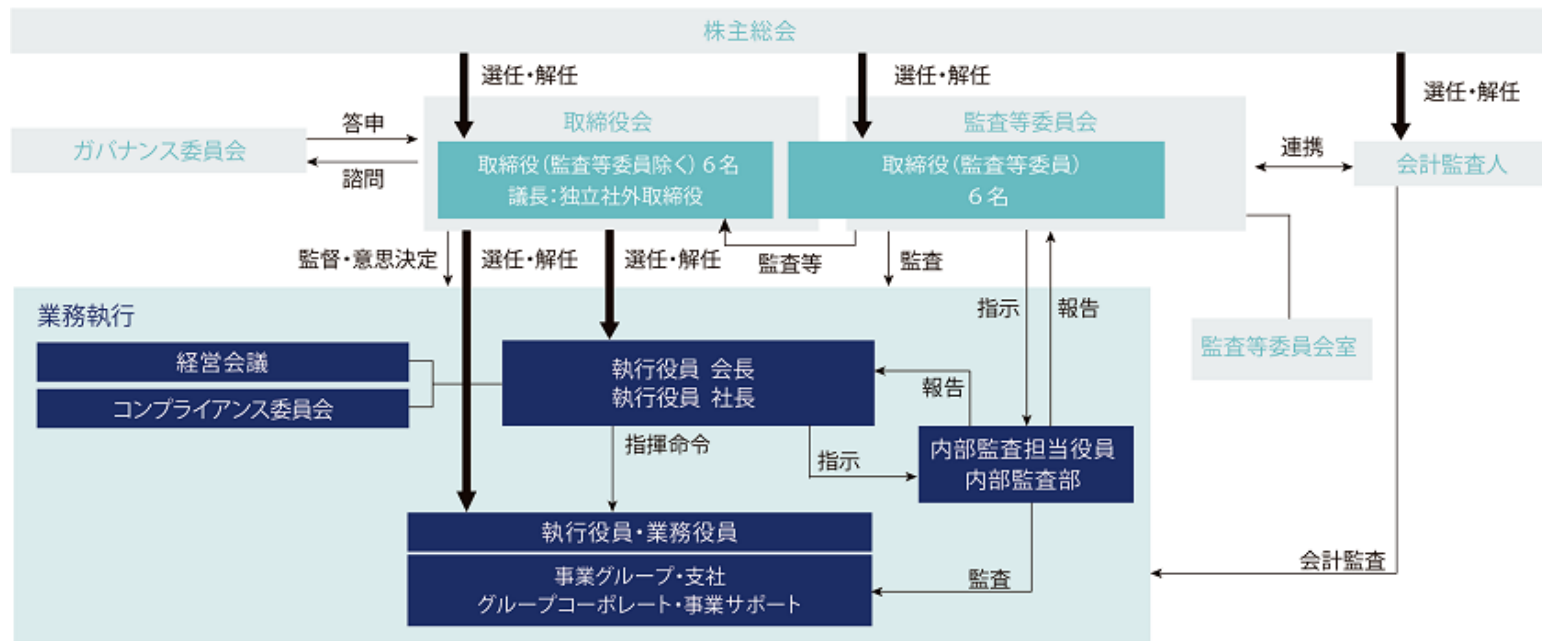 株主総会
選任・解任
選任・解任
選任・解任
取締役会
監査等委員会
答申
ガバナンス委員会
諮問
取締役(監査等委員除く)6名
議長:独立社外取締役
取締役(監査等委員)
6名
連携
会計監査人
監督・意思決定
選任・解任
選任・解任
監査等
監査
指示
報告
業務執行
監査等委員会室
経営会議
コンプライアンス委員会
執行役員 会長
執行役員 社長
報告
指揮命令
指示
内部監査担当役員
内部監査部
執行役員・業務役員
事業グループ・支社
グループコーポレート・事業サポート
監査
会計監査